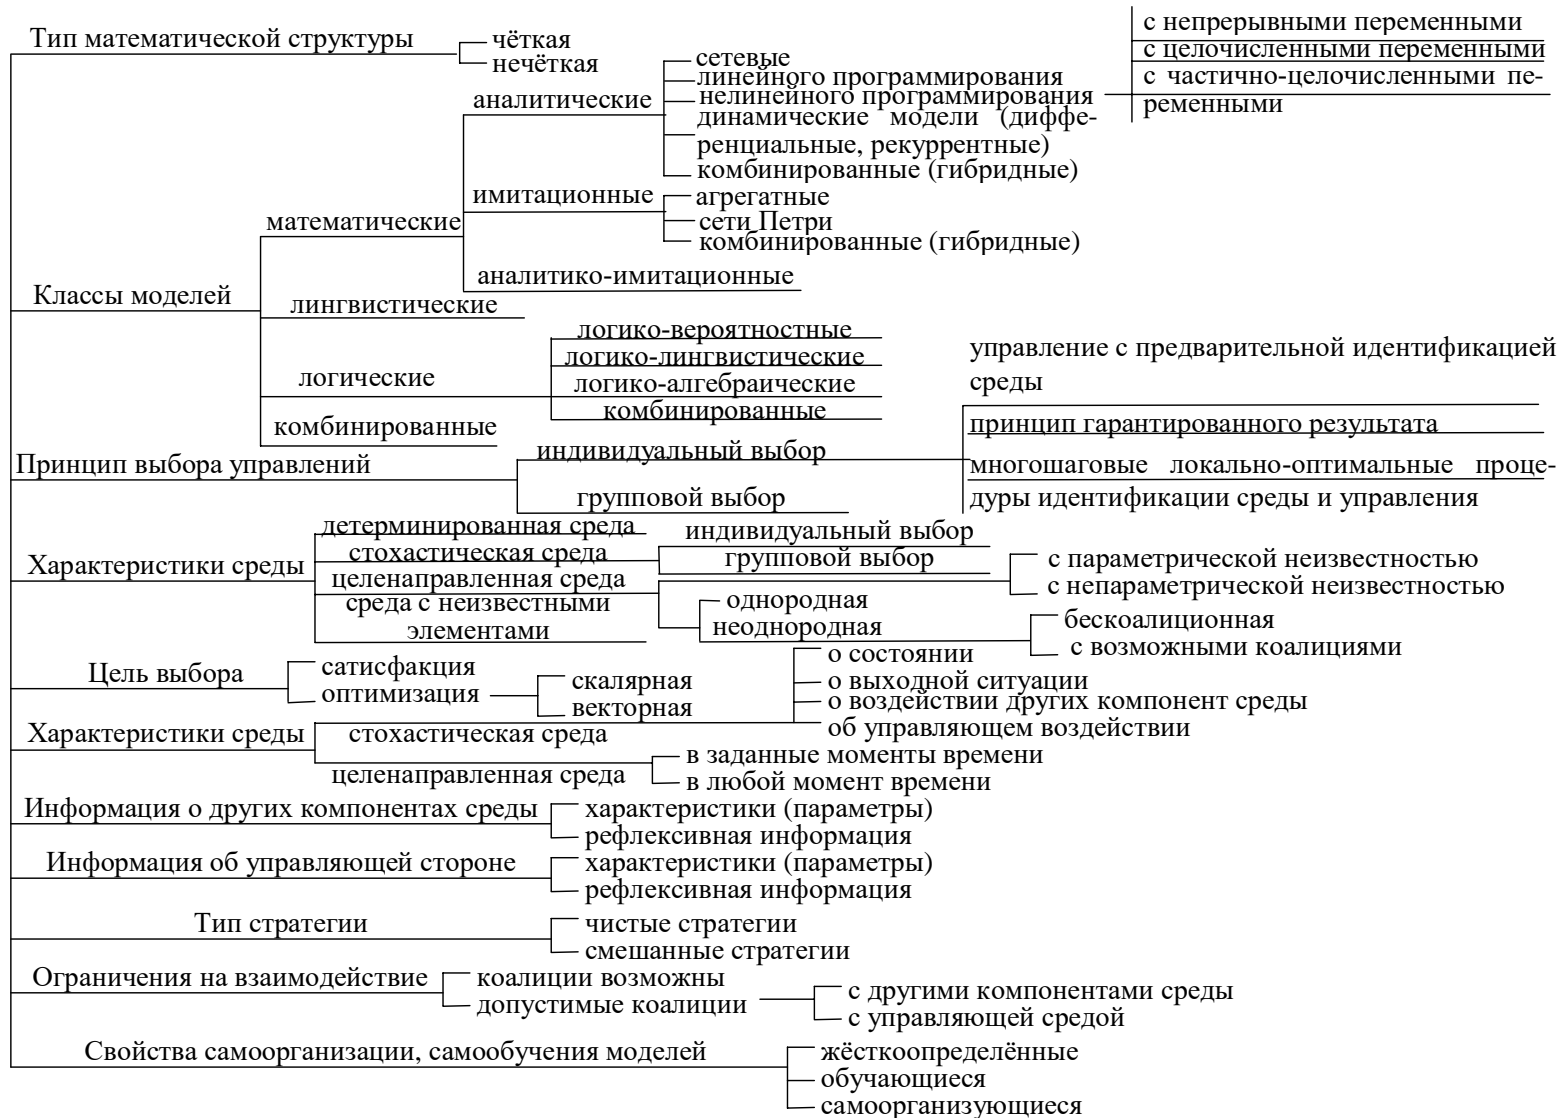 Тип математической структуры
чёткая
нечёткая
с непрерывными переменными
с целочисленными переменными
с частично-целочисленными пе-
ременными
Классы моделей
математические
аналитические
сетевые
линейного программирования
нелинейного программирования
динамические модели (диффе-
ренциальные, рекуррентные)
комбинированные (гибридные)
имитационные
агрегатные
сети Петри
комбинированные (гибридные)
аналитико-имитационные
лингвистические
логические
логико-вероятностные
логико-лингвистические
логико-алгебраические
комбинированные
комбинированные
Принцип выбора управлений
индивидуальный выбор
групповой выбор
управление с предварительной идентификацией
среды
принцип гарантированного результата
многошаговые локально-оптимальные проце-
дуры идентификации среды и управления
Характеристики среды
детерминированная среда
стохастическая среда
целенаправленная среда
среда с неизвестными
элементами
индивидуальный выбор
групповой выбор
с параметрической неизвестностью
с непараметрической неизвестностью
однородная
неоднородная
бескоалиционная
с возможными коалициями
Цель выбора
сатисфакция
оптимизация
скалярная
векторная
Характеристики среды
стохастическая среда
о состоянии
о выходной ситуации
о воздействии других компонент среды
об управляющем воздействии
целенаправленная среда
в заданные моменты времени
в любой момент времени
Информация о других компонентах среды
характеристики (параметры)
рефлексивная информация
Информация об управляющей стороне
характеристики (параметры)
рефлексивная информация
Тип стратегии
чистые стратегии
смешанные стратегии
Ограничения на взаимодействие
коалиции возможны
допустимые коалиции
с другими компонентами среды
с управляющей средой
Свойства самоорганизации, самообучения моделей
жёсткоопределённые
обучающиеся
самоорганизующиеся